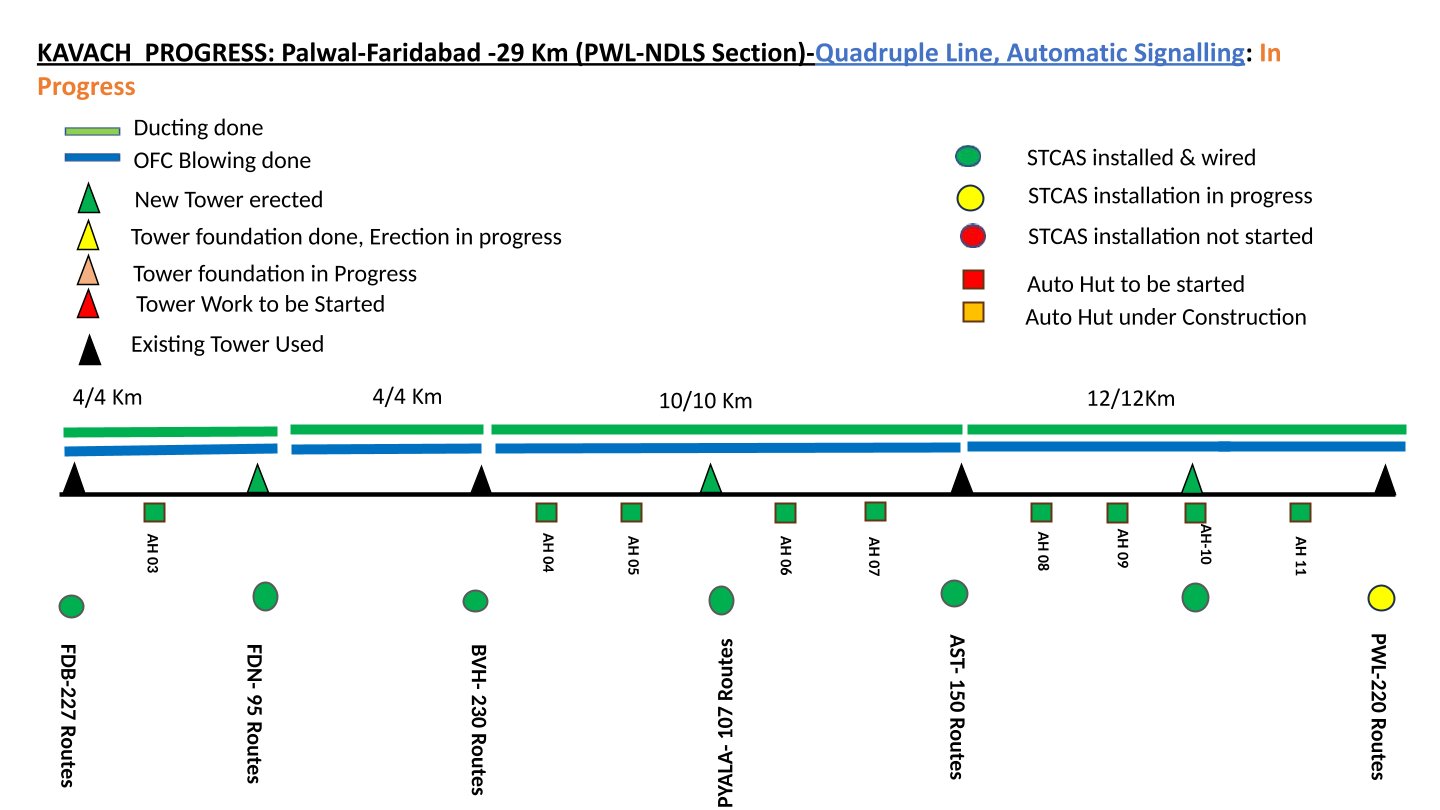 KAVACH  PROGRESS: Palwal-Faridabad -29 Km (PWL-NDLS Section)-Quadruple Line, Automatic Signalling: In
Progress
Ducting done
OFC Blowing done
New Tower erected
Tower foundation done, Erection in progress
Tower foundation in Progress
Tower Work to be Started
Existing Tower Used
STCAS installed & wired
STCAS installation in progress
STCAS installation not started
Auto Hut to be started
Auto Hut under Construction
4/4 Km
4/4 Km
10/10 Km
12/12Km
AH 03
AH 04
AH 05
AH 06
AH 07
AH 08
AH 09
AH-10
AH 11
FDB-227 Routes
FDN- 95 Routes
BVH- 230 Routes
PYALA- 107 Routes
AST- 150 Routes
PWL-220 Routes